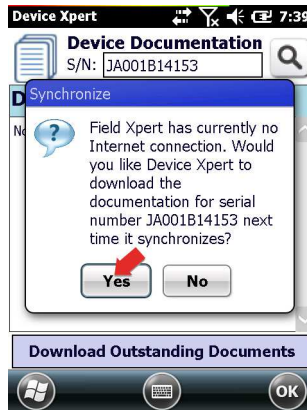 Device Xpert 7:39
Device Documentation
S/N: JA001B14153
Synchronize
Field Xpert has currently no
Internet connection. Would
you like Device Xpert to
download the
documentation for serial
number JA001B14153 next
time it synchronizes?
Yes No
Download Outstanding Documents
OK